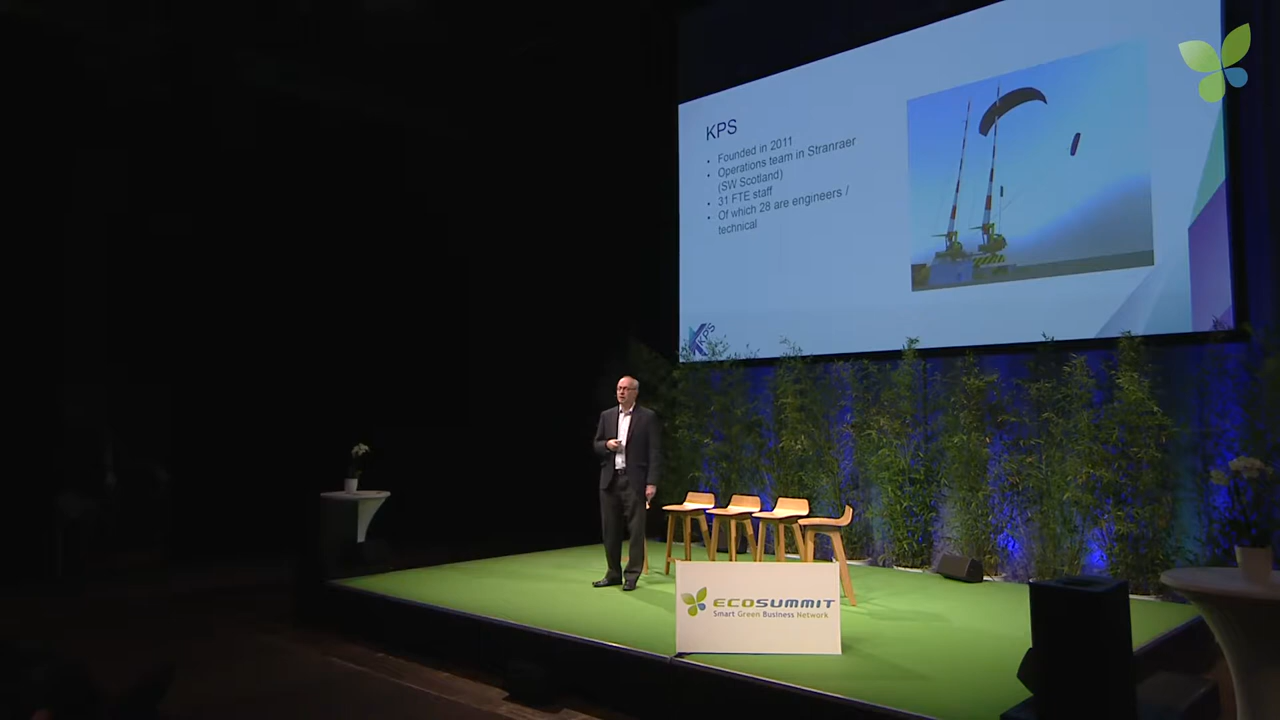 KPS
• Founded in 2011
• Operations team in Stranraer
(SW Scotland)
• 31 FTE staff
• Of which 28 are engineers /
technical
KPS
ECOSUMMIT
Smart Green Business Network